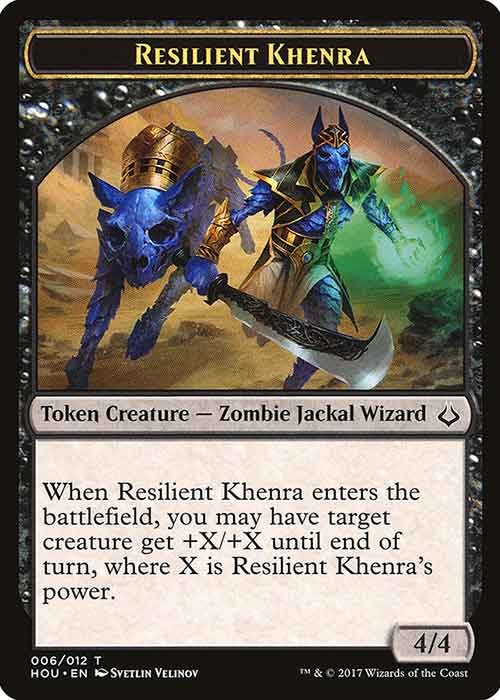 Resilient Khenra
Token Creature — Zombie Jackal Wizard
When Resilient Khenra enters the
battlefield, you may have target
creature get +X/+X until end of
turn, where X is Resilient Khenra's
power.
4/4
006/012 T
HOU • EN Svetlin Velinov
™ & © 2017 Wizards of the Coast